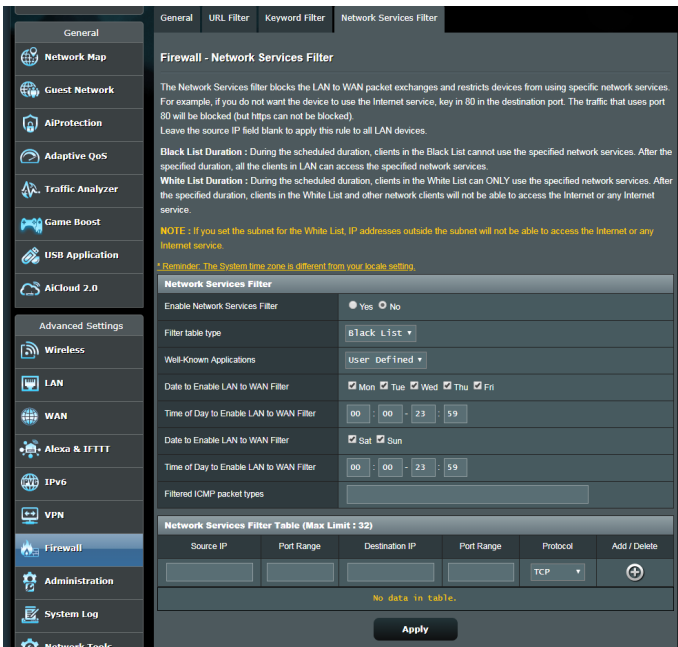 General
Network Map
Guest Network
AiProtection
Adaptive QoS
Traffic Analyzer
Game Boost
USB Application
AiCloud 2.0
Advanced Settings
Wireless
LAN
WAN
Alexa & IFTTT
IPv6
VPN
Firewall
Administration
System Log
Network Tools
General URL Filter Keyword Filter Network Services Filter
Firewall - Network Services Filter
The Network Services filter blocks the LAN to WAN packet exchanges and restricts devices from using specific network services.
For example, if you do not want the device to use the Internet service, key in 80 in the destination port. The traffic that uses port
80 will be blocked (but https can not be blocked).
Leave the source IP field blank to apply this rule to all LAN devices.
Black List Duration : During the scheduled duration, clients in the Black List cannot use the specified network services. After the
specified duration, all the clients in LAN can access the specified network services.
White List Duration : During the scheduled duration, clients in the White List can ONLY use the specified network services. After
the specified duration, clients in the White List and other network clients will not be able to access the Internet or any Internet
service.
NOTE : If you set the subnet for the White List, IP addresses outside the subnet will not be able to access the Internet or any
Internet service.
* Reminder: The System time zone is different from your locale setting.
Network Services Filter
Enable Network Services Filter Yes No
Filter table type Black List
Well-Known Applications User Defined
Date to Enable LAN to WAN Filter Mon Tue Wed Thu Fri
Time of Day to Enable LAN to WAN Filter 00 : 00 - 23 : 59
Date to Enable LAN to WAN Filter Sat Sun
Time of Day to Enable LAN to WAN Filter 00 : 00 - 23 : 59
Filtered ICMP packet types
Network Services Filter Table (Max Limit : 32)
Source IP Port Range Destination IP Port Range Protocol Add / Delete
TCP
No data in table.
Apply